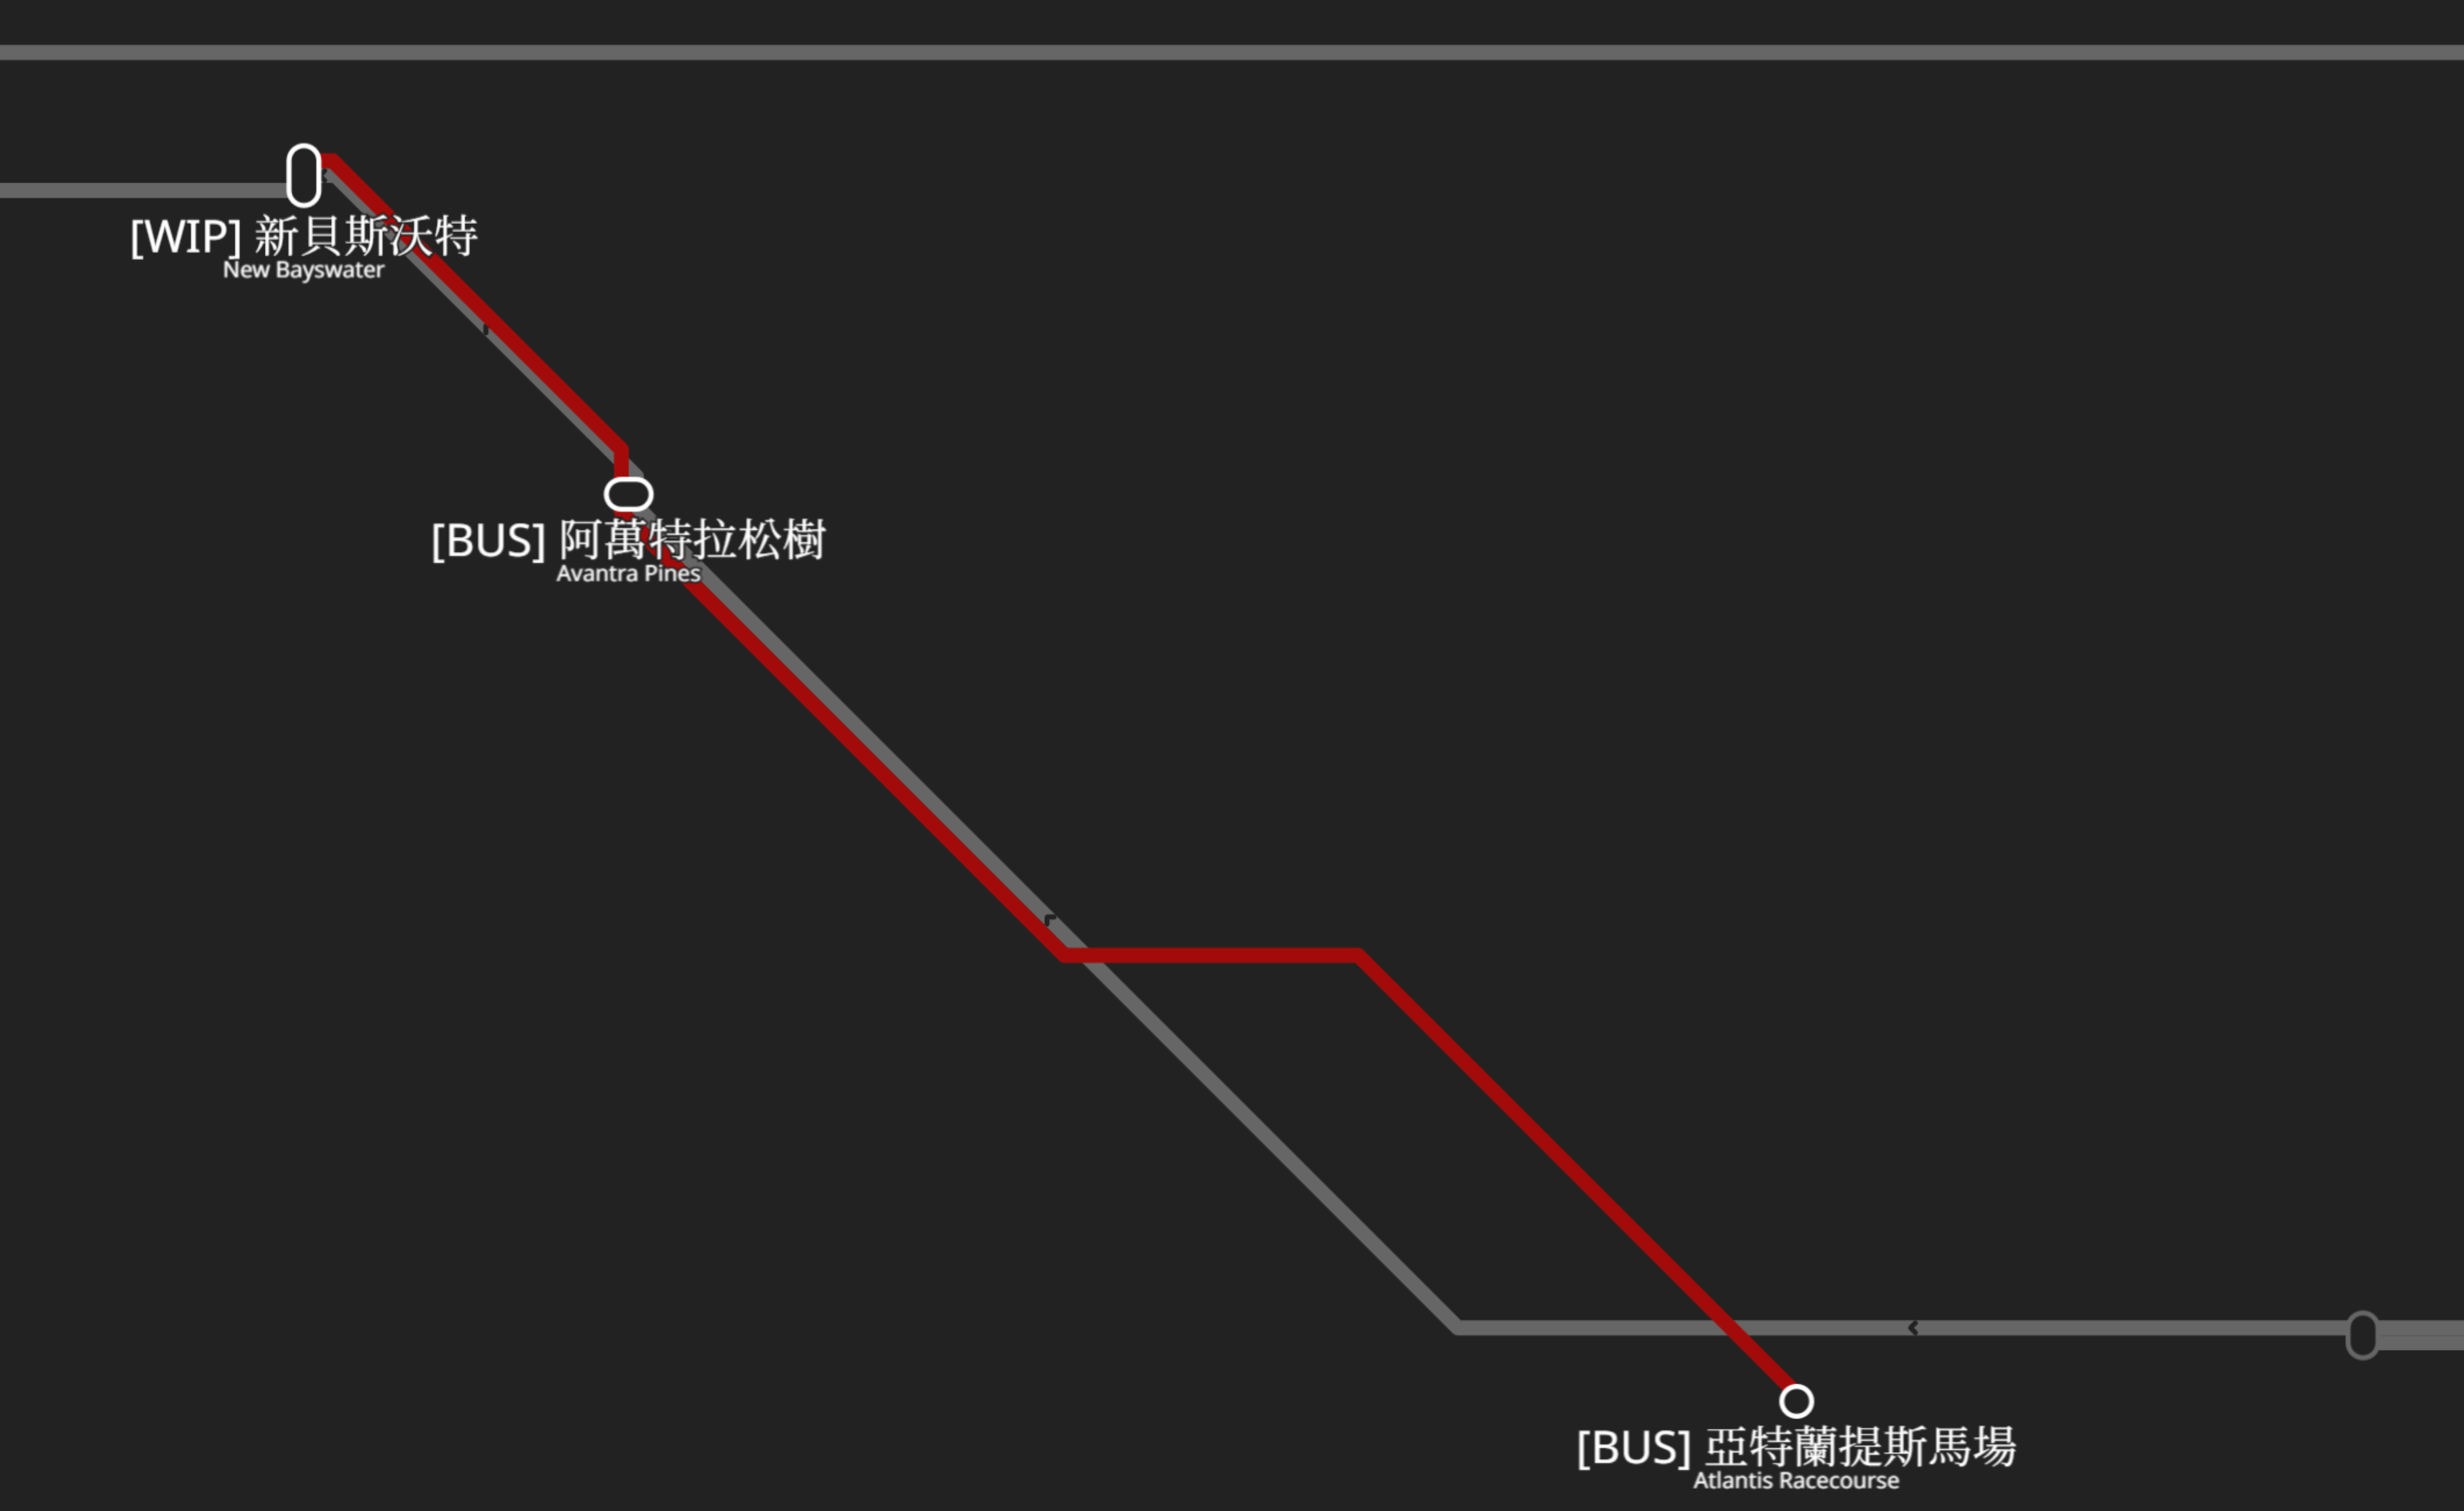 [WIP] 新貝斯沃特
New Bayswater
[BUS] 阿萬特拉松樹
Avantra Pines
[BUS] 亞特蘭提斯馬場
Atlantis Racecourse